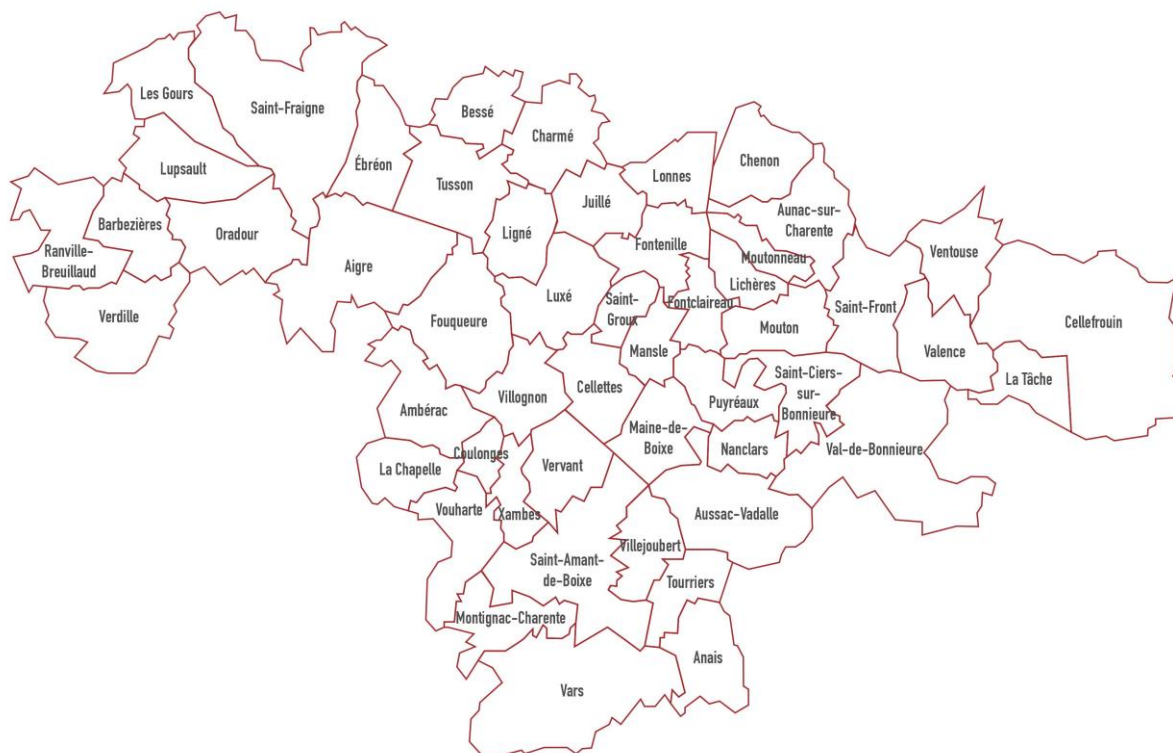 Les Gours
Saint-Fraigne
Bessé
Charmé
Ébréon
Lupsault
Tusson
Lonnes
Chenon
Juillé
Aunac-sur-
Charente
Barbezières
Oradour
Ligné
Ranville-
Breuillaud
Aigre
Fontenille
Moutonneau
Ventouse
Lichères
Luxé
Saint-
Groux
Fontclaireau
Saint-Front
Verdille
Fouqueure
Mouton
Cellefrouin
Mansle
Valence
Villognon
Cellettes
Saint-Ciers-
sur-
Bonnieure
La Tâche
Puyréaux
Ambérac
Maine-de-
Boixe
Coulonges
Nanclars
Val-de-Bonnieure
La Chapelle
Vervant
Vouharte
Xambes
Aussac-Vadalle
Villejoubert
Saint-Amant-
de-Boixe
Tourriers
Montignac-Charente
Anais
Vars